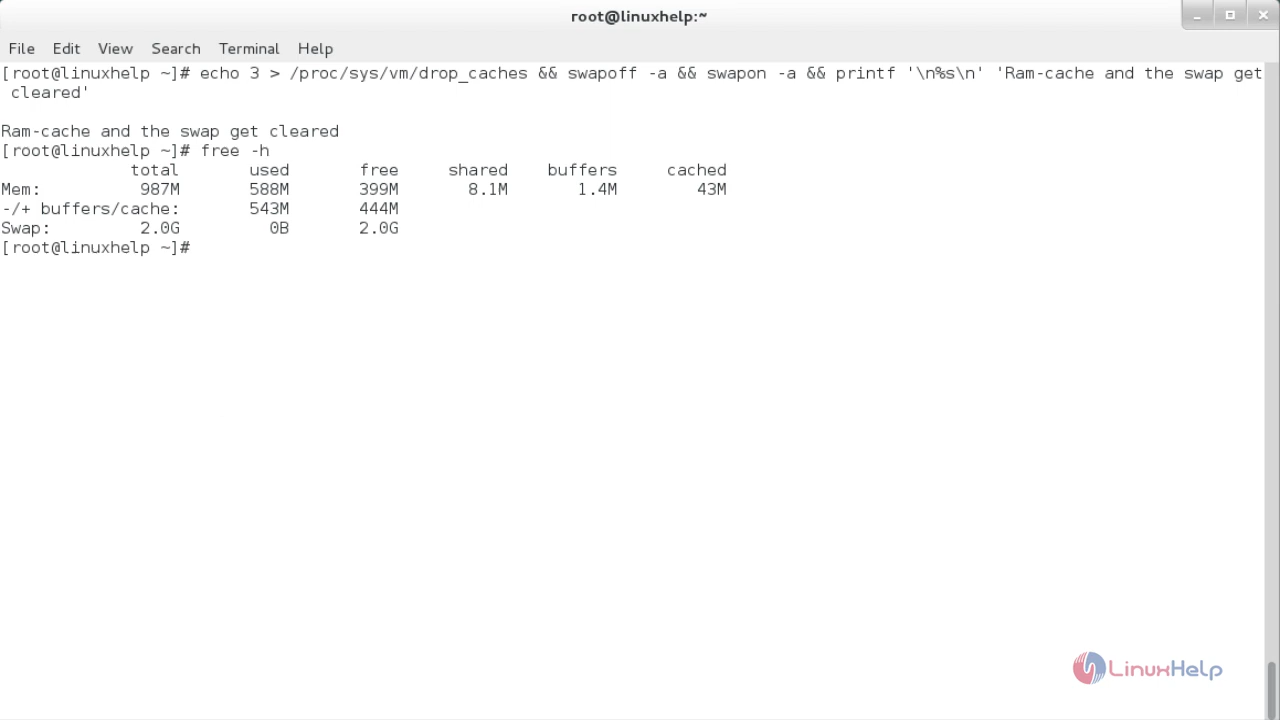 root@linuxhelp:~
File Edit View Search Terminal Help
[root@linuxhelp ~]# echo 3 > /proc/sys/vm/drop_caches && swapoff -a && swapon -a && printf '\n%s\n' 'Ram-cache and the swap get
 cleared'
Ram-cache and the swap get cleared
[root@linuxhelp ~]# free -h
             total       used       free     shared    buffers     cached
Mem:          987M       588M       399M       8.1M       1.4M        43M
-/+ buffers/cache:       543M       444M
Swap:         2.0G         0B       2.0G
[root@linuxhelp ~]#
LinuxHelp